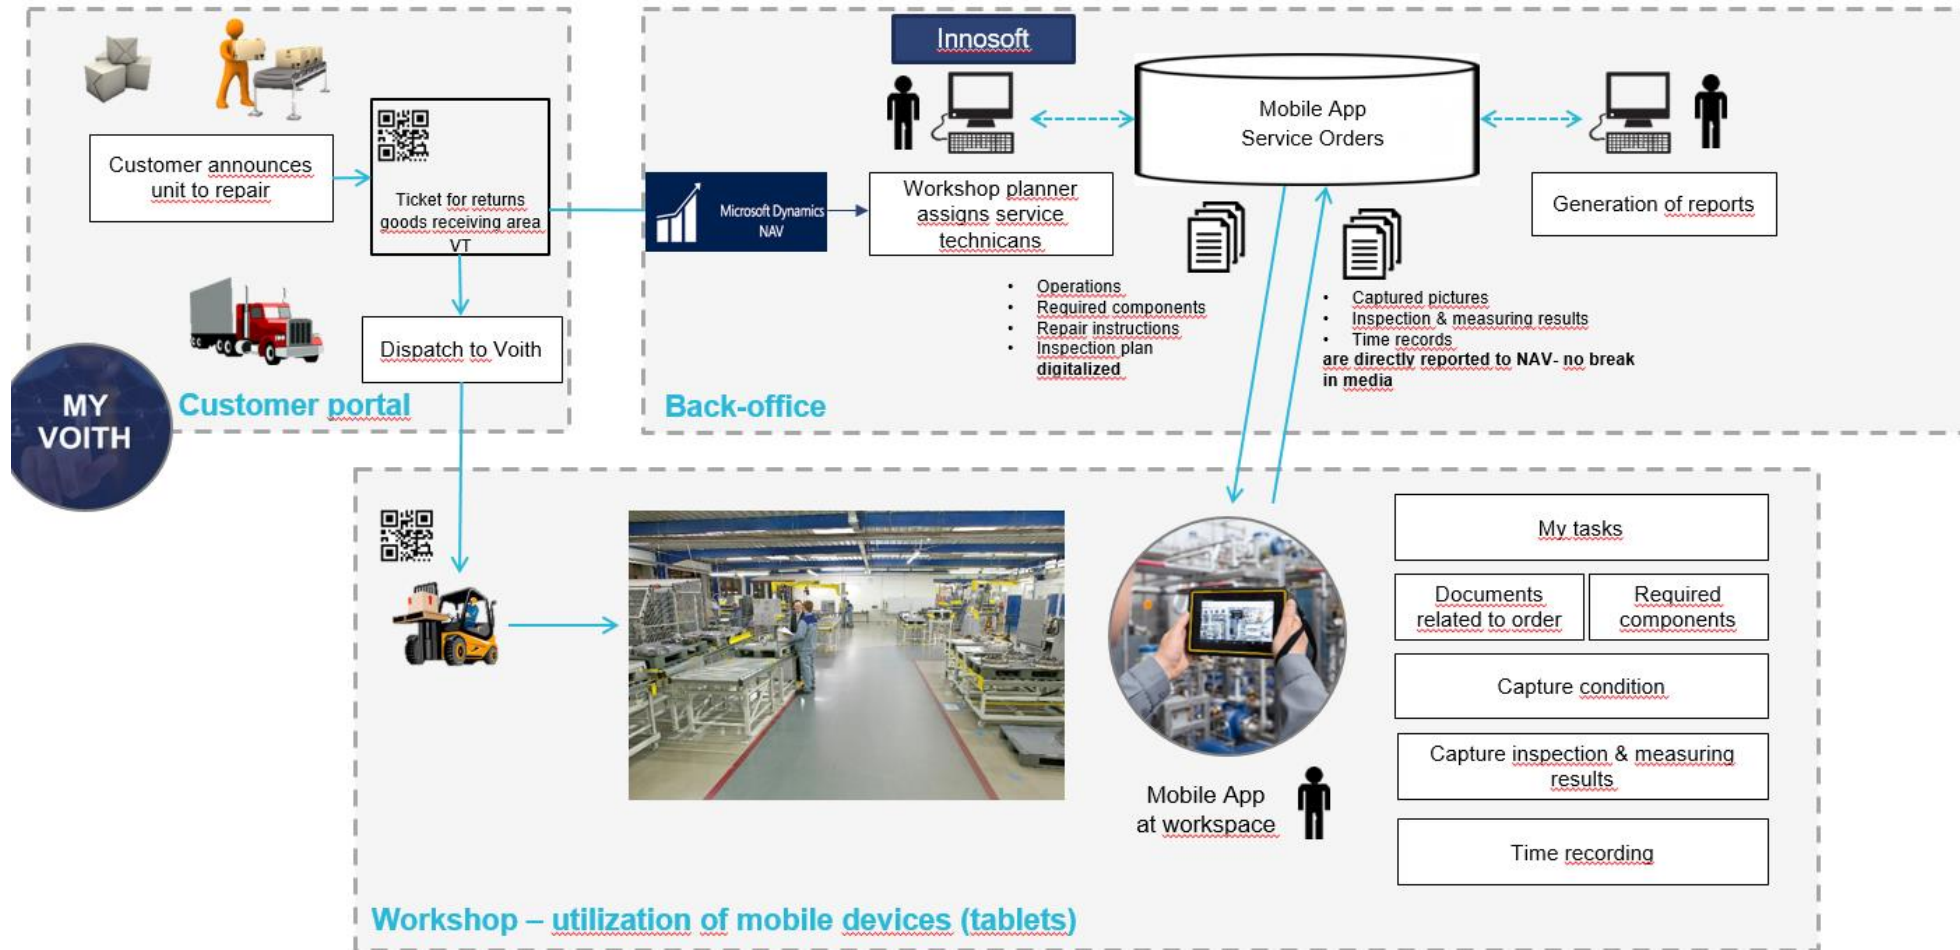 Customer announces
unit to repair
Ticket for returns
goods receiving area
VT
Dispatch to Voith
MY
VOITH
Customer portal
Innosoft
Microsoft Dynamics
NAV
Workshop planner
assigns service
technicans
Mobile App
Service Orders
Generation of reports
• Operations
• Required components
• Repair instructions
• Inspection plan
digitalized
• Captured pictures
• Inspection & measuring results
• Time records
are directly reported to NAV- no break
in media
Back-office
Mobile App
at workspace
My tasks
Documents
related to order
Required
components
Capture condition
Capture inspection & measuring
results
Time recording
Workshop – utilization of mobile devices (tablets)